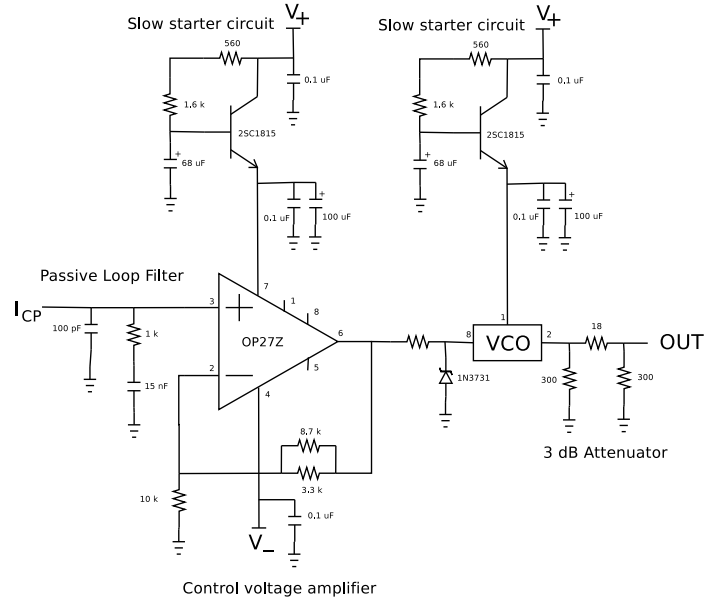 Slow starter circuit
V+
560
0.1 uF
1.6 k
2SC1815
+
68 uF
+
0.1 uF
100 uF
Slow starter circuit
V+
560
0.1 uF
1.6 k
2SC1815
+
68 uF
+
0.1 uF
100 uF
Passive Loop Filter
ICP
100 pF
1 k
15 nF
3
2
7
1
8
OP27Z
6
5
4
8.7 k
3.3 k
10 k
0.1 uF
V_
Control voltage amplifier
1N3731
8
1
VCO
2
18
OUT
300
300
3 dB Attenuator